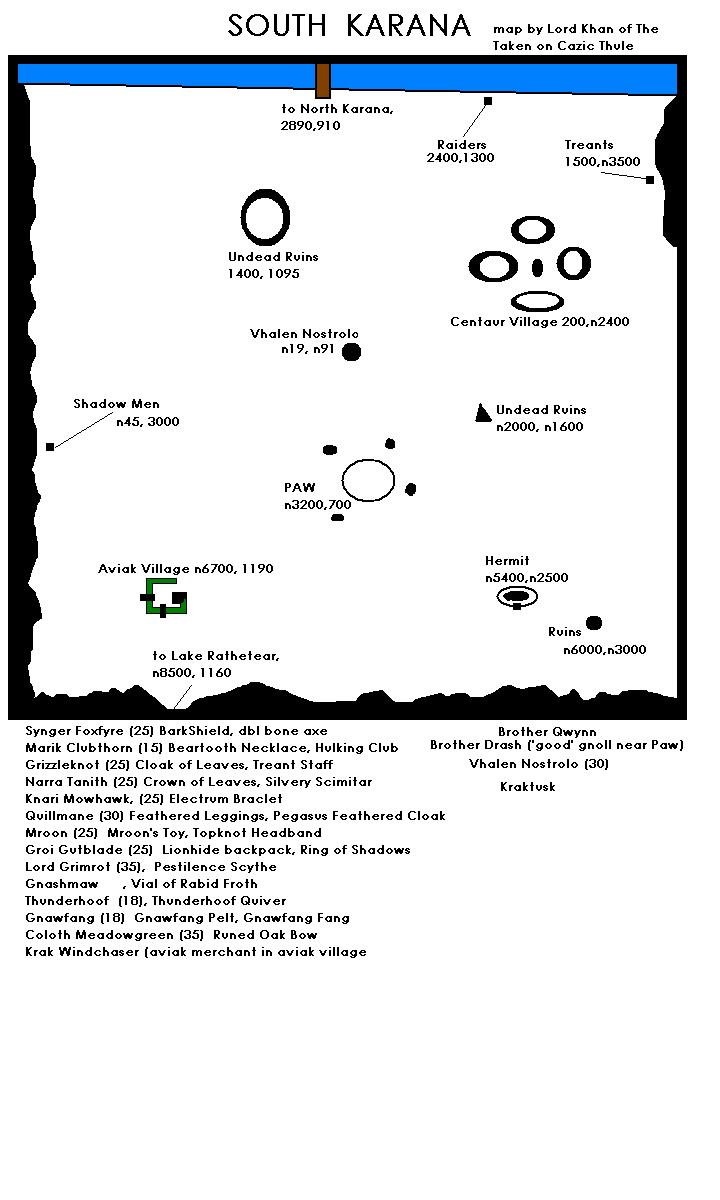 SOUTH KARANA
map by Lord Khan of The
Taken on Cazic Thule
to North Karana,
2890,910
Raiders
2400,1300
Treants
1500,n3500
Undead Ruins
1400, 1095
Centaur Village 200,n2400
Vhalen Nostrolo
n19, n91
Shadow Men
n45, 3000
Undead Ruins
n2000, n1600
PAW
n3200,700
Aviak Village n6700, 1190
Hermit
n5400,n2500
Ruins
n6000,n3000
to Lake Rathetear,
n8500, 1160
Synger Foxfyre (25) BarkShield, dbl bone axe
Marik Clubthorn (15) Beartooth Necklace, Hulking Club
Grizzleknot (25) Cloak of Leaves, Treant Staff
Narra Tanith (25) Crown of Leaves, Silvery Scimitar
Knari Mowhawk, (25) Electrum Braclet
Quillmane (30) Feathered Leggings, Pegasus Feathered Cloak
Mroon (25) Mroon's Toy, Topknot Headband
Groi Gutblade (25) Lionhide backpack, Ring of Shadows
Lord Grimrot (35), Pestilence Scythe
Gnashmaw , Vial of Rabid Froth
Thunderhoof (18), Thunderhoof Quiver
Gnawfang (18) Gnawfang Pelt, Gnawfang Fang
Coloth Meadowgreen (35) Runed Oak Bow
Krak Windchaser (aviak merchant in aviak village
Brother Qwynn
Brother Drash ('good' gnoll near Paw)
Vhalen Nostrolo (30)
Kraktusk